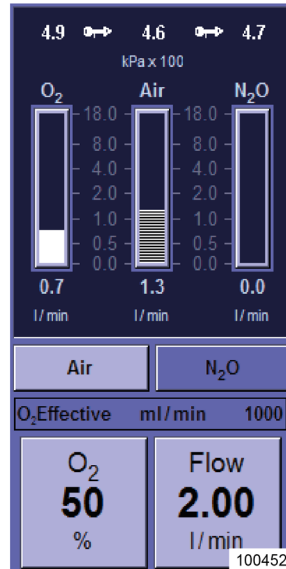 4.9 4.6 4.7
kPa x 100
O₂ Air N₂O
18.0 18.0
8.0 8.0
4.0 4.0
2.0 2.0
1.0 1.0
0.5 0.5
0.0 0.0
0.7 1.3 0.0
l / min l / min l / min
Air N₂O
O₂Effective ml / min 1000
O₂ Flow
50 2.00
% l / min
100452